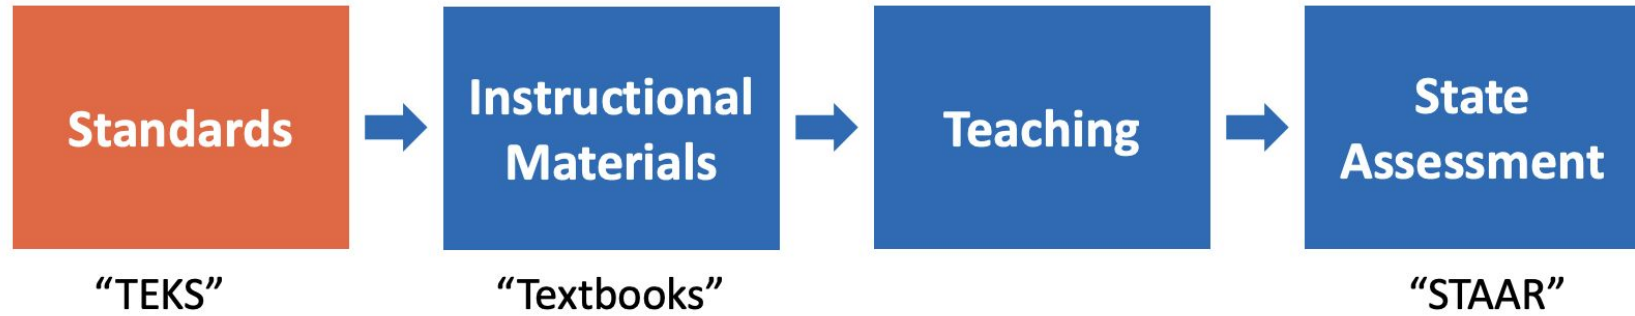 Standards
Instructional
Materials
Teaching
State
Assessment
“TEKS”
“Textbooks”
“STAAR”